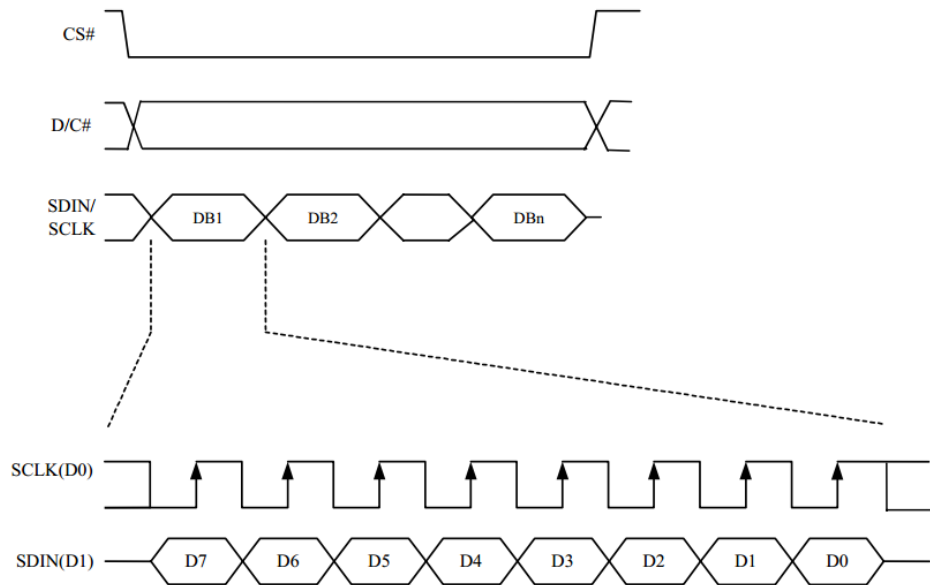 CS#
D/C#
SDIN/
SCLK
DB1 DB2 DBn
SCLK(D0)
SDIN(D1) D7 D6 D5 D4 D3 D2 D1 D0